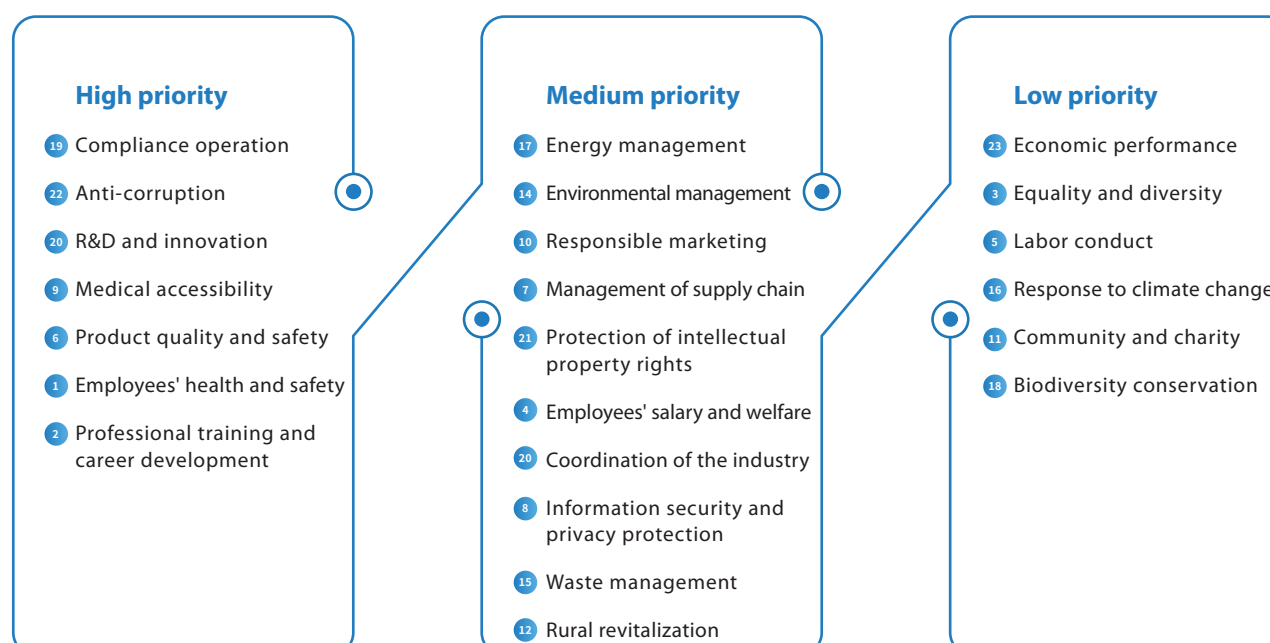 High priority
19 Compliance operation
22 Anti-corruption
20 R&D and innovation
9 Medical accessibility
6 Product quality and safety
1 Employees' health and safety
2 Professional training and
career development
Medium priority
17 Energy management
14 Environmental management
10 Responsible marketing
7 Management of supply chain
21 Protection of intellectual
property rights
4 Employees' salary and welfare
20 Coordination of the industry
8 Information security and
privacy protection
15 Waste management
12 Rural revitalization
Low priority
23 Economic performance
3 Equality and diversity
5 Labor conduct
16 Response to climate change
11 Community and charity
18 Biodiversity conservation